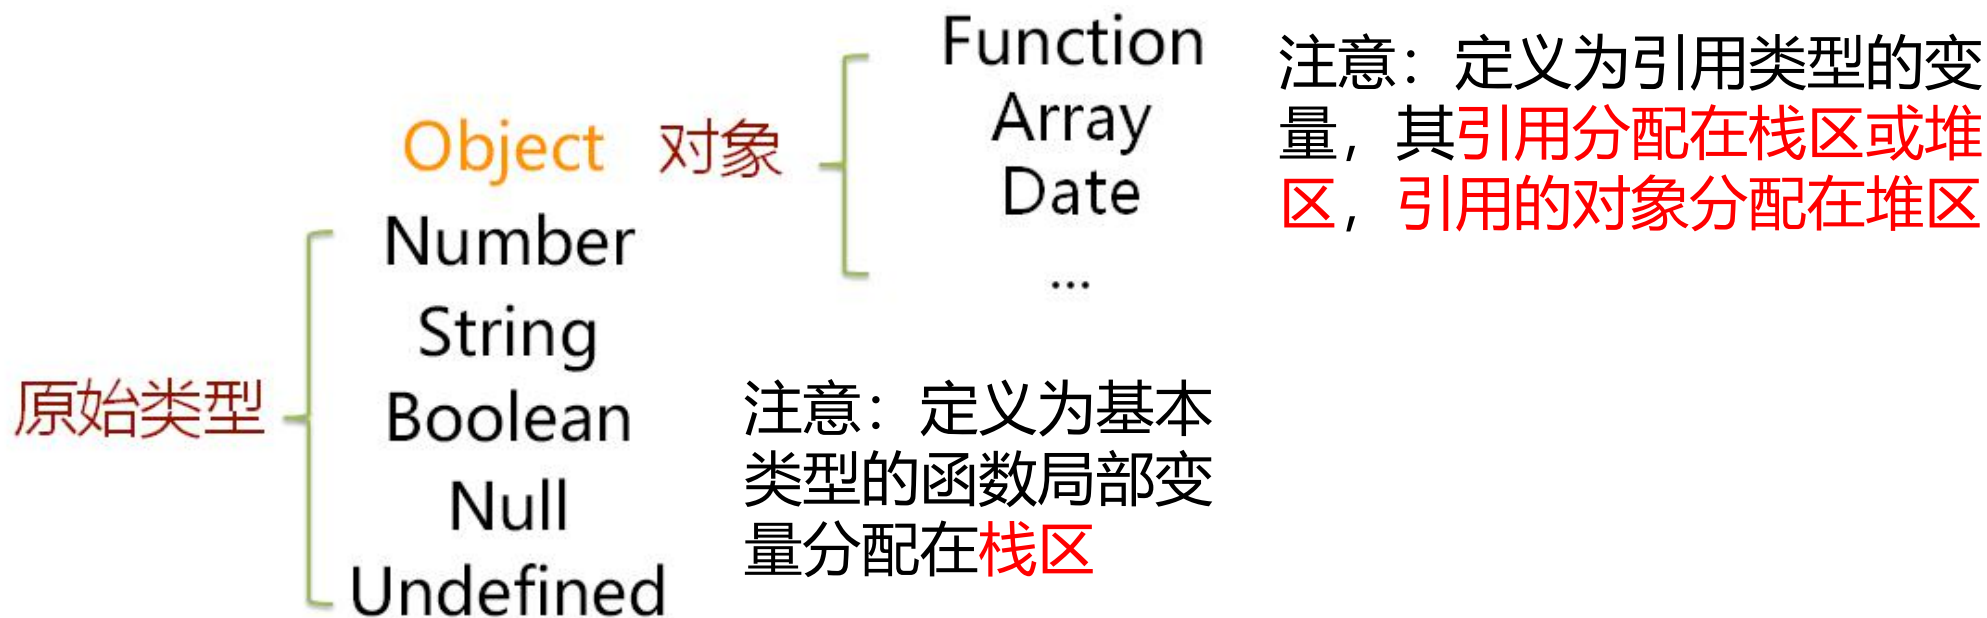 Function
Array
Date
...
注意：定义为引用类型的变
量，其引用分配在栈区或堆
区，引用的对象分配在堆区
Object 对象
Number
String
Boolean
Null
Undefined
原始类型
注意：定义为基本
类型的函数局部变
量分配在栈区